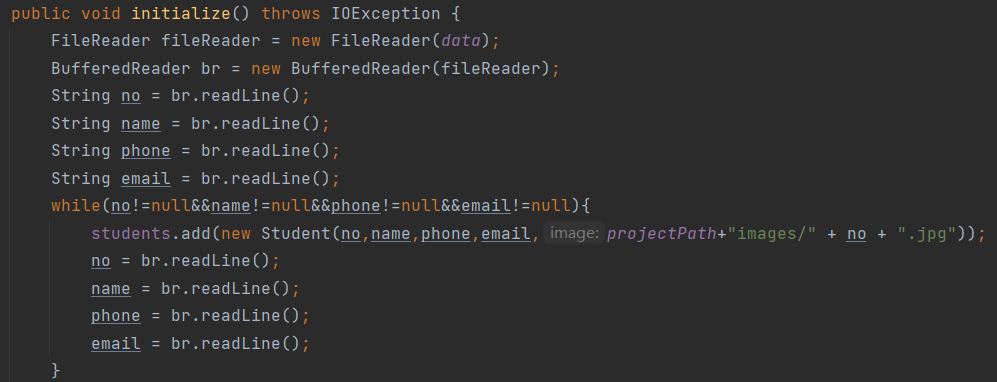 public void initialize() throws IOException {
    FileReader fileReader = new FileReader(data);
    BufferedReader br = new BufferedReader(fileReader);
    String no = br.readLine();
    String name = br.readLine();
    String phone = br.readLine();
    String email = br.readLine();
    while(no!=null&&name!=null&&phone!=null&&email!=null){
        students.add(new Student(no,name,phone,email, image: projectPath+"images/" + no + ".jpg"));
        no = br.readLine();
        name = br.readLine();
        phone = br.readLine();
        email = br.readLine();
    }